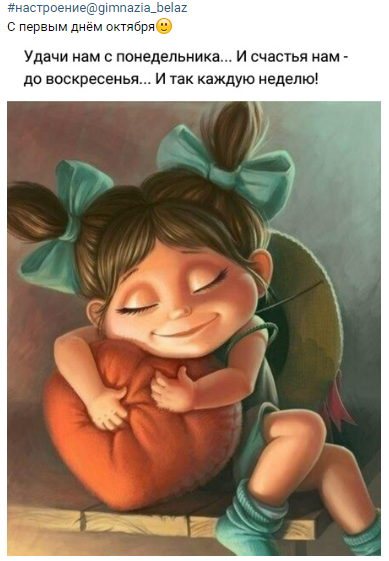 #настроение@gimnazia_belaz
С первым днём октября🙂
Удачи нам с понедельника... И счастья нам -
до воскресенья... И так каждую неделю!